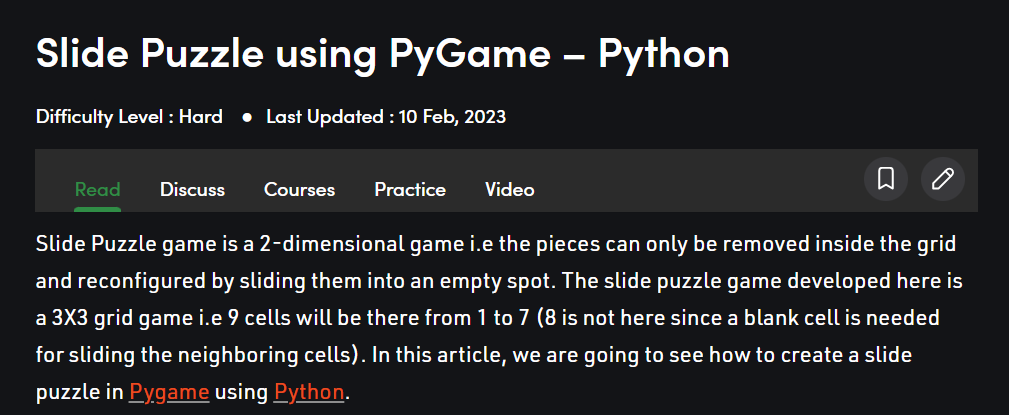 Slide Puzzle using PyGame – Python
Difficulty Level : Hard ● Last Updated : 10 Feb, 2023
Read Discuss Courses Practice Video
Slide Puzzle game is a 2-dimensional game i.e the pieces can only be removed inside the grid
and reconfigured by sliding them into an empty spot. The slide puzzle game developed here is
a 3X3 grid game i.e 9 cells will be there from 1 to 7 (8 is not here since a blank cell is needed
for sliding the neighboring cells). In this article, we are going to see how to create a slide
puzzle in Pygame using Python.